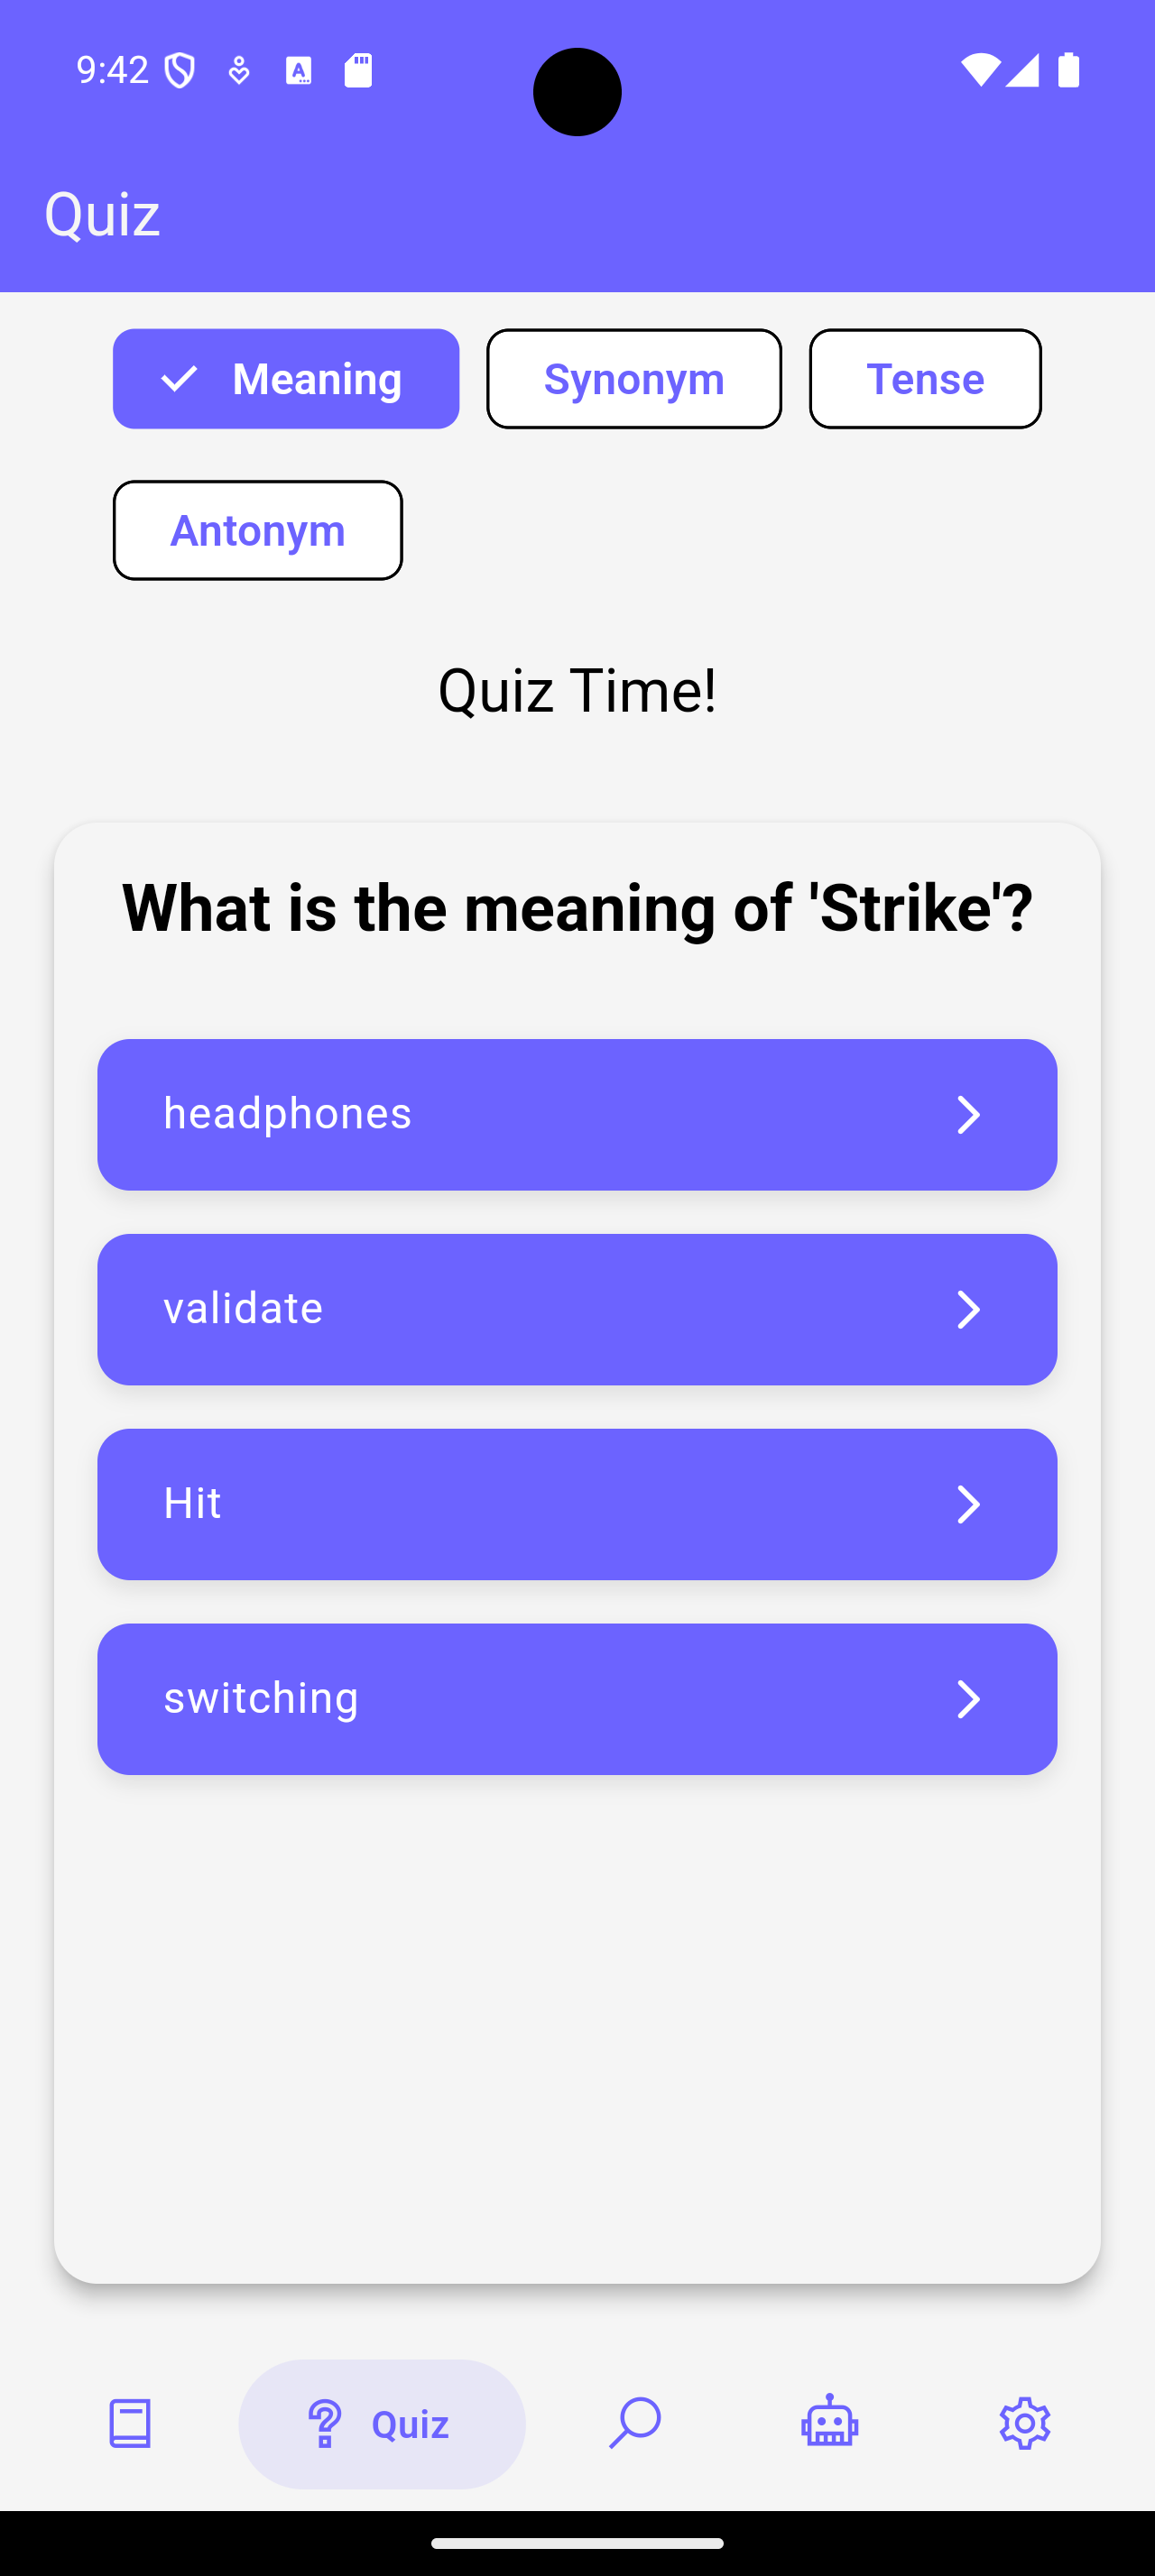 9:42
Quiz
Meaning Synonym Tense
Antonym
Quiz Time!
What is the meaning of 'Strike'?
headphones
validate
Hit
switching
Quiz